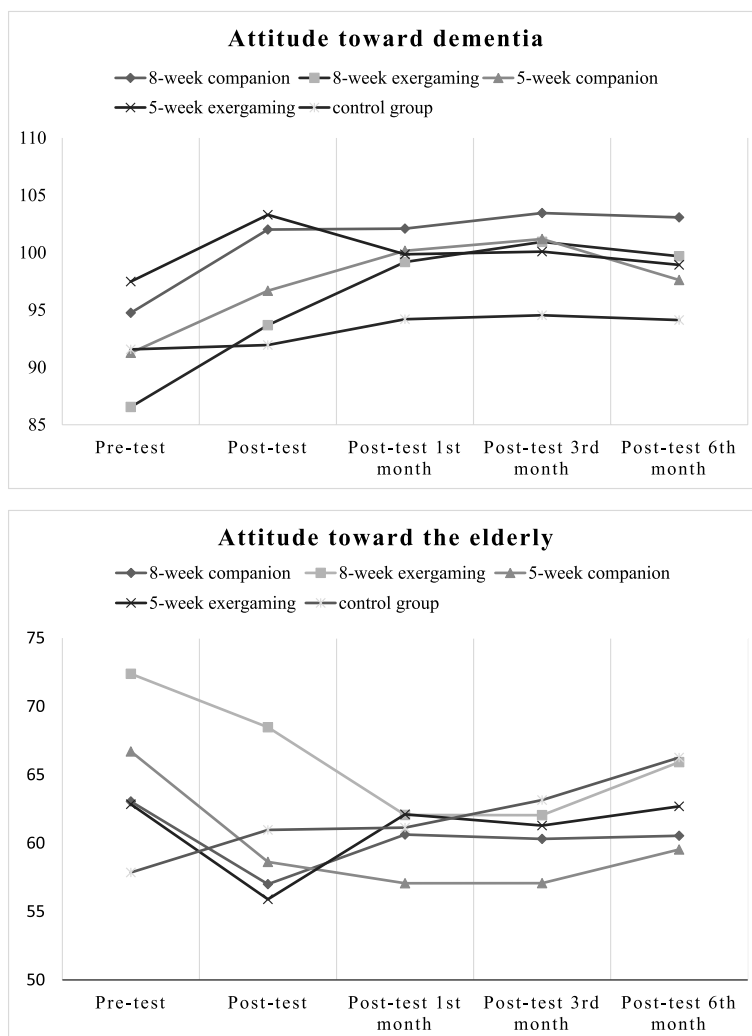 Attitude toward dementia
8-week companion 8-week exergaming 5-week companion
5-week exergaming control group
110
105
100
95
90
85
Pre-test Post-test Post-test 1st Post-test 3rd Post-test 6th
month month month
Attitude toward the elderly
8-week companion 8-week exergaming 5-week companion
5-week exergaming control group
75
70
65
60
55
50
Pre-test Post-test Post-test 1st Post-test 3rd Post-test 6th
month month month